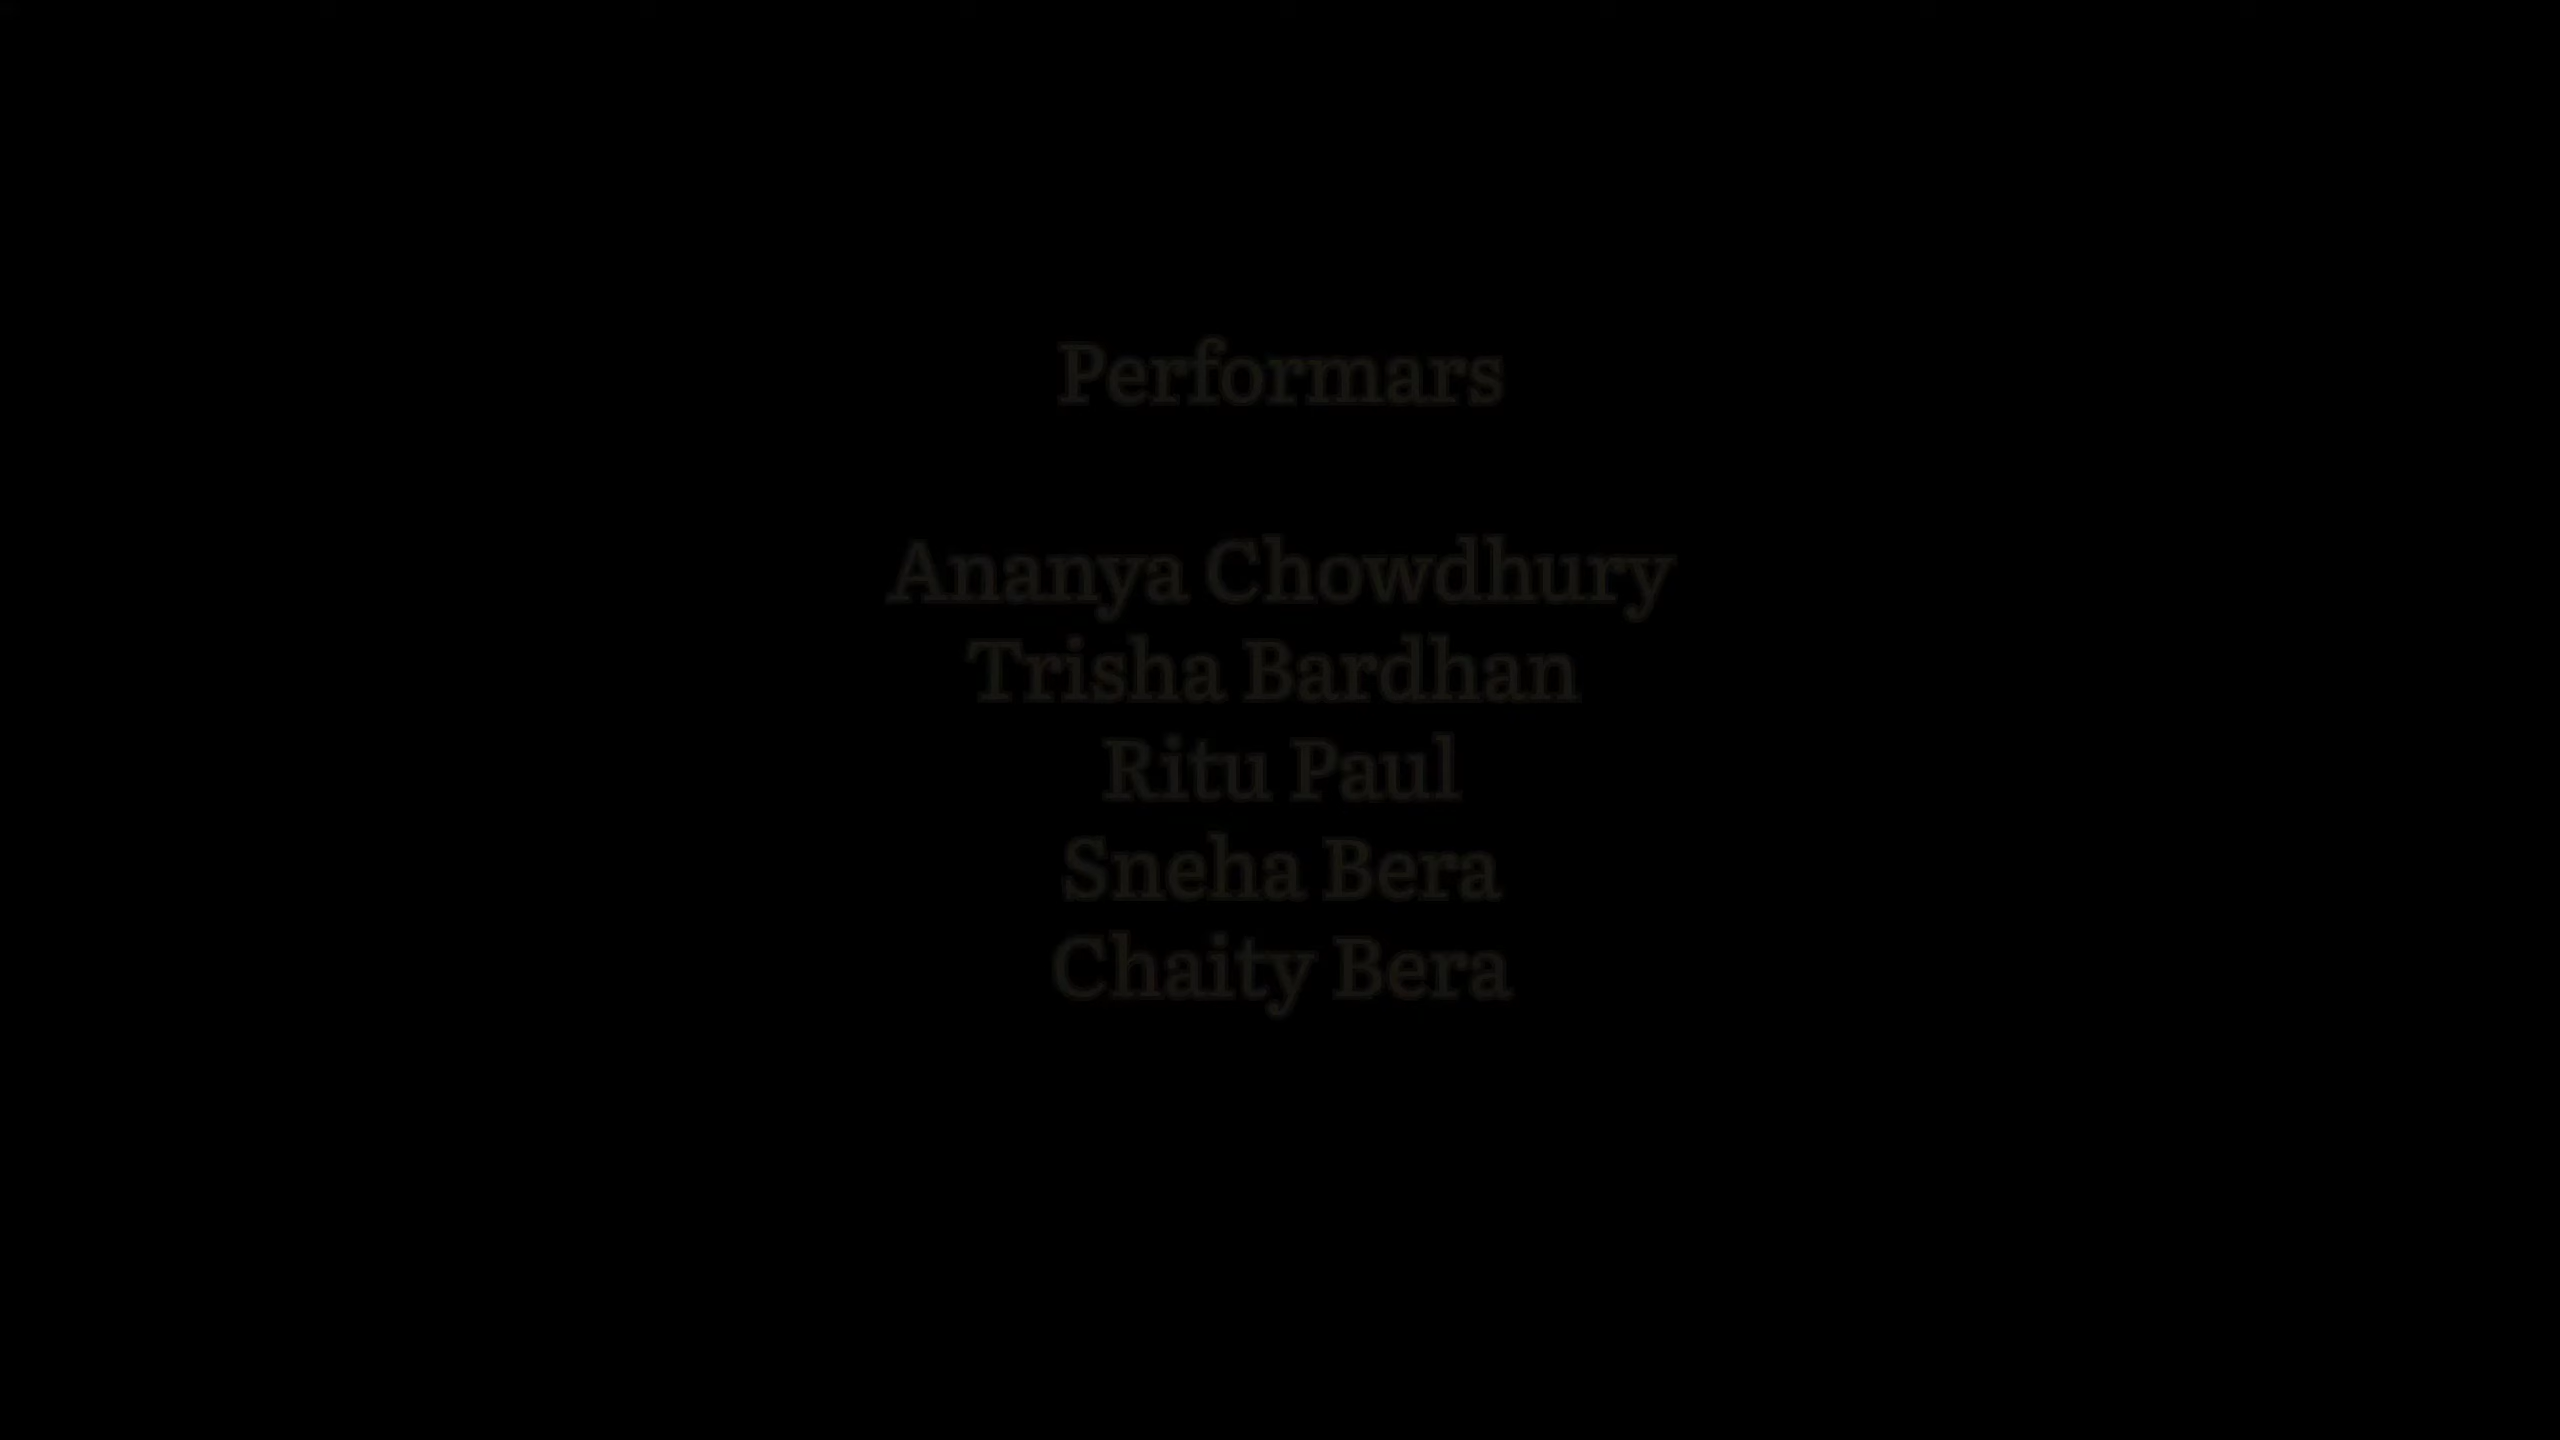 Performars
Ananya Chowdhury
Trisha Bardhan
Ritu Paul
Sneha Bera
Chaity Bera